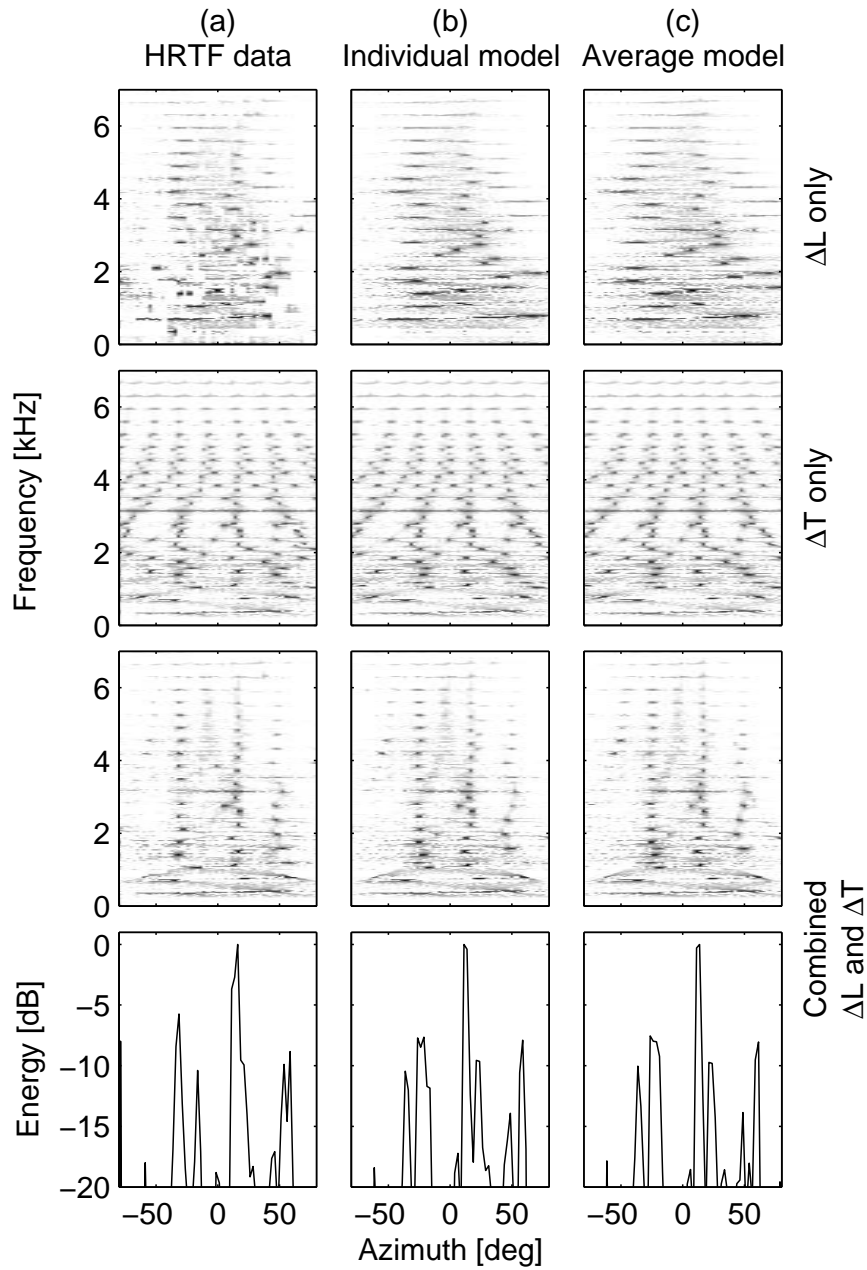 (a) (b) (c)
HRTF data Individual model Average model
6
4
2
0
ΔL only
6
4
2
0
ΔT only
Frequency [kHz]
6
4
2
0
0
−5
−10
−15
−20
Energy [dB]
Combined
ΔL and ΔT
−50 0 50 −50 0 50 −50 0 50
Azimuth [deg]